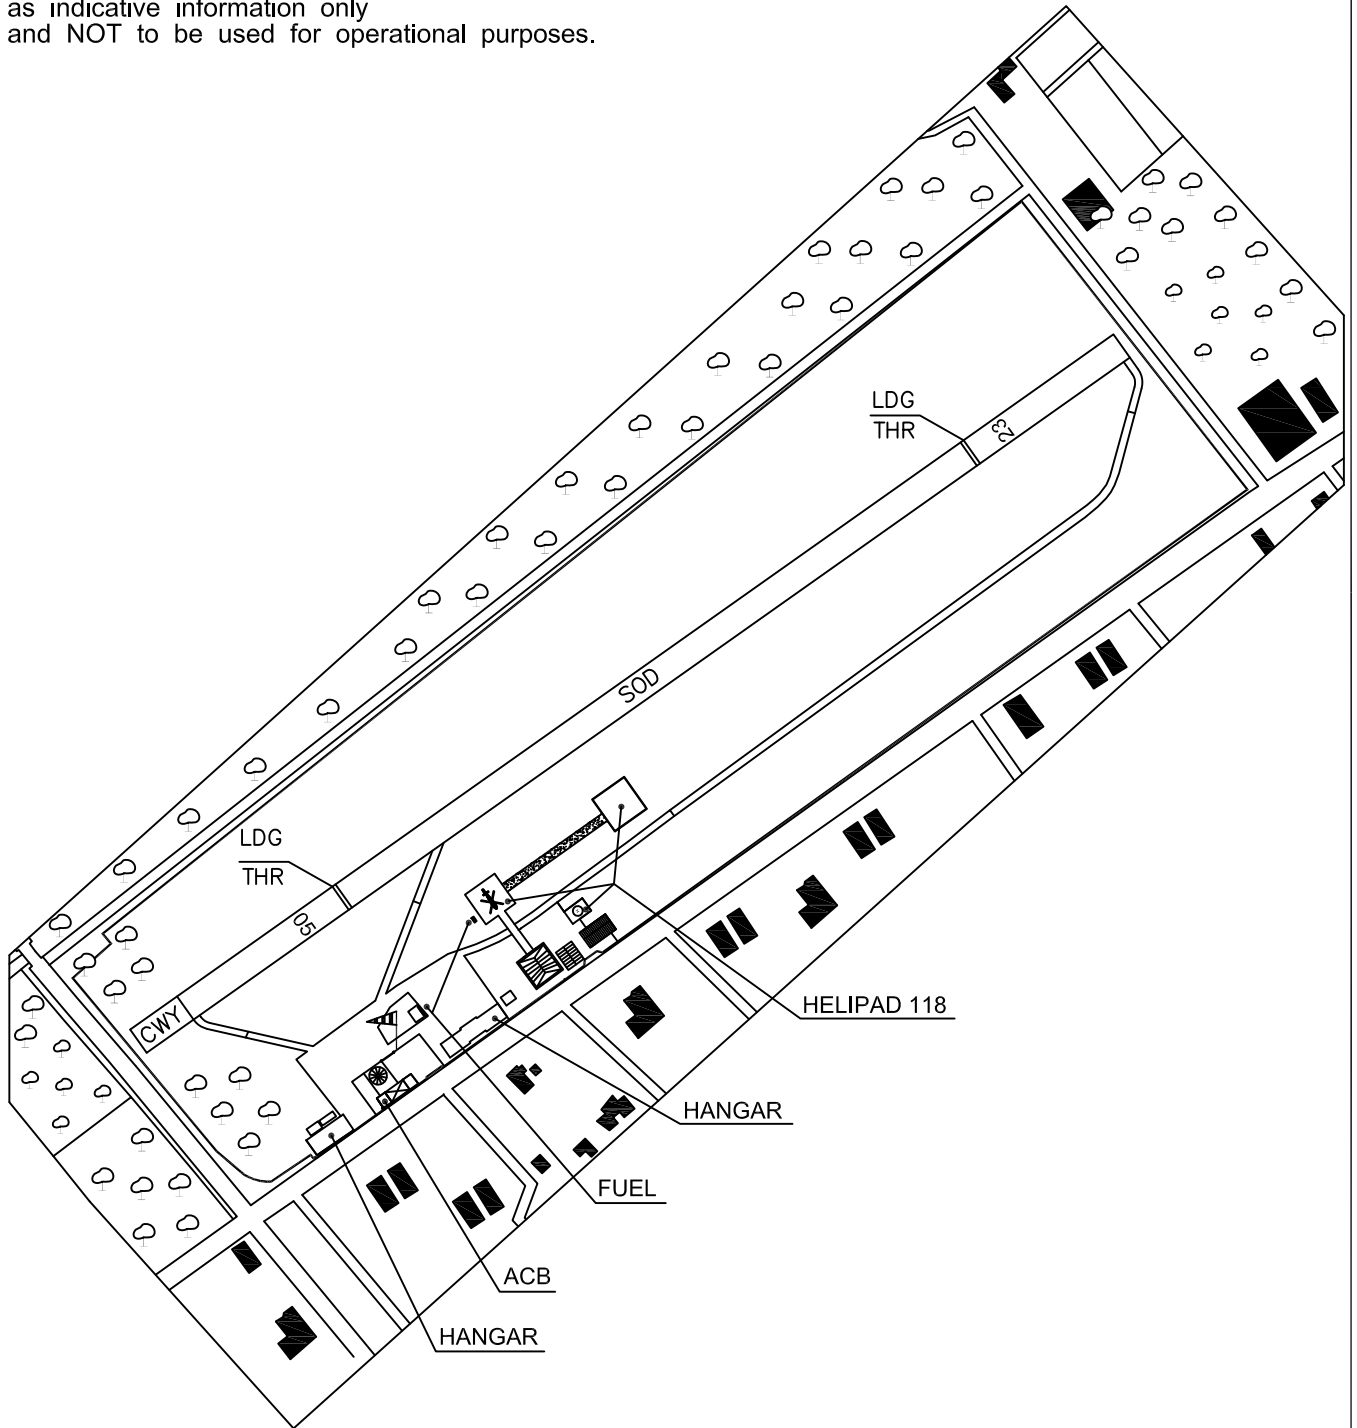 as indicative information only
and NOT to be used for operational purposes.
LDG
THR
23
SOD
LDG
THR
05
CWY
HELIPAD 118
HANGAR
FUEL
ACB
HANGAR